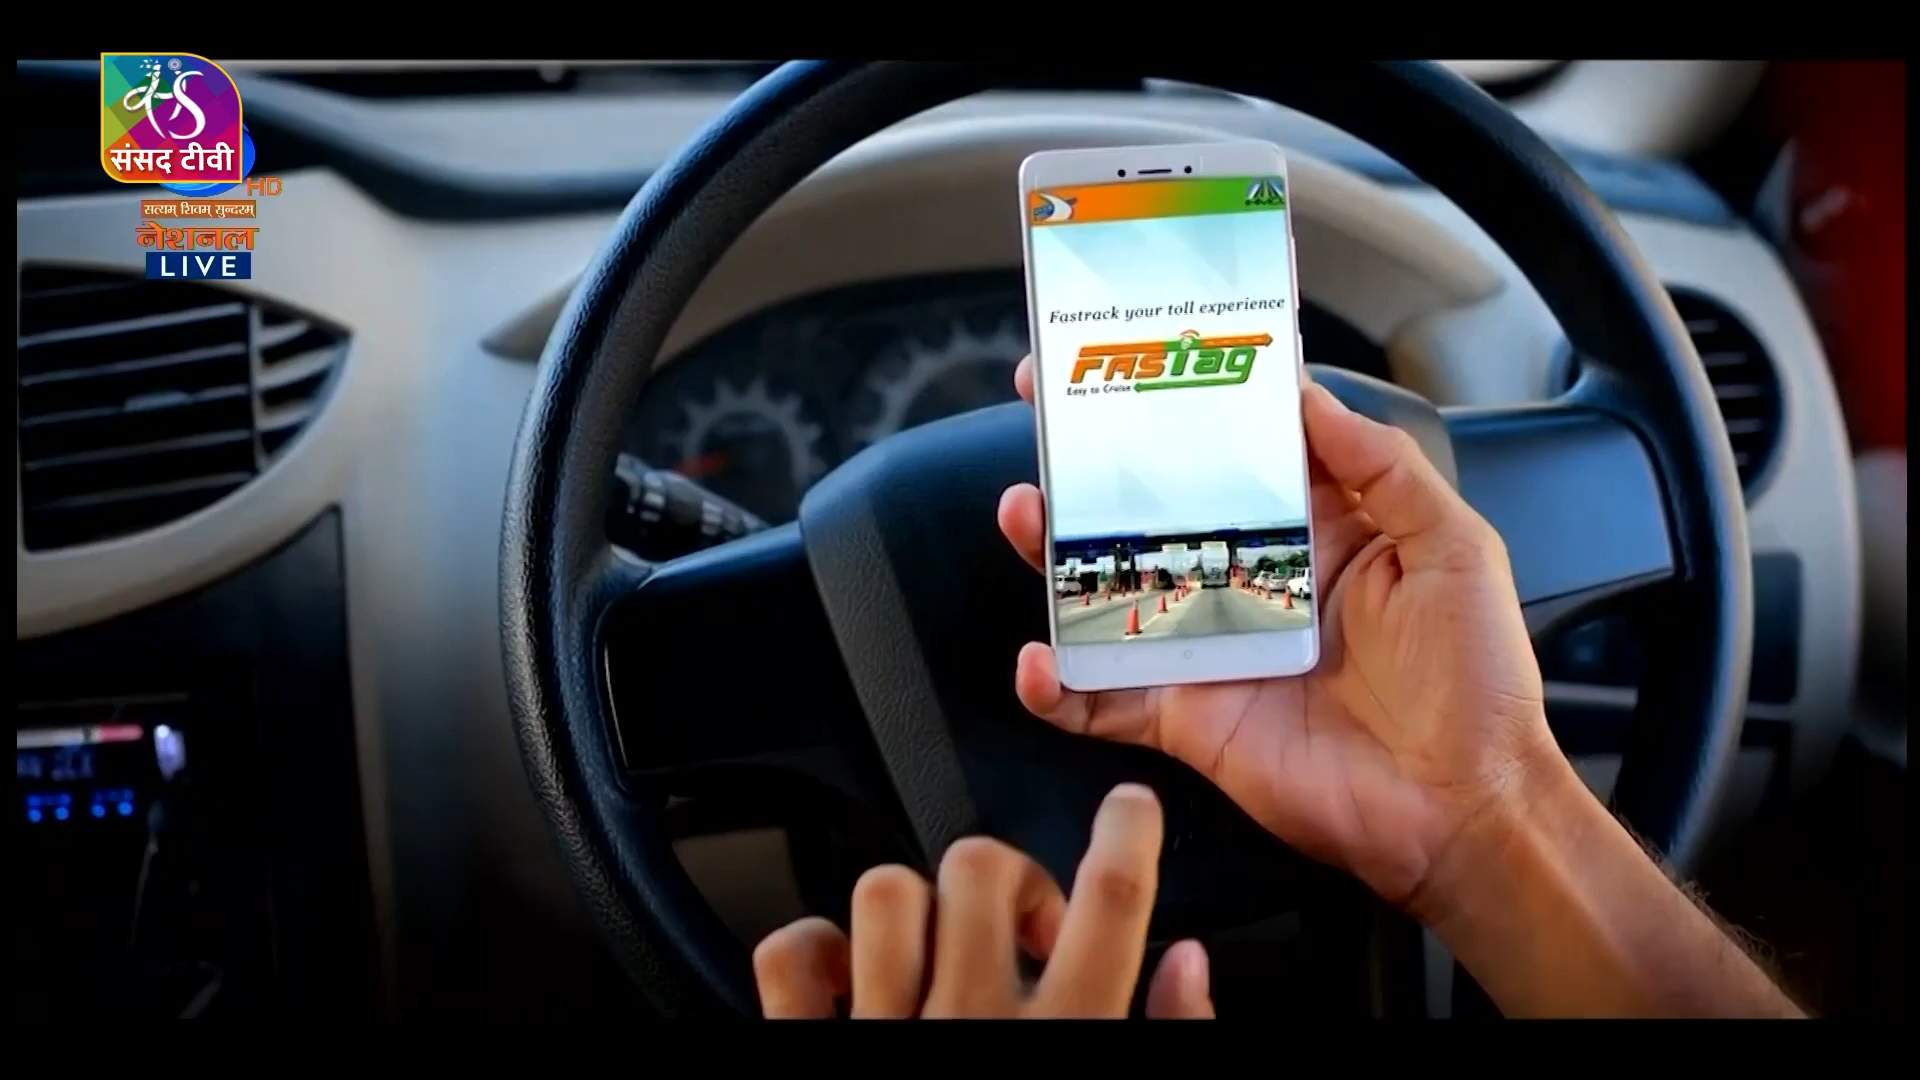 संसद टीवी
HD
सत्यम् शिवम् सुन्दरम्
नेशनल
LIVE
Fastrack your toll experience
FASTag
Easy to Cruise